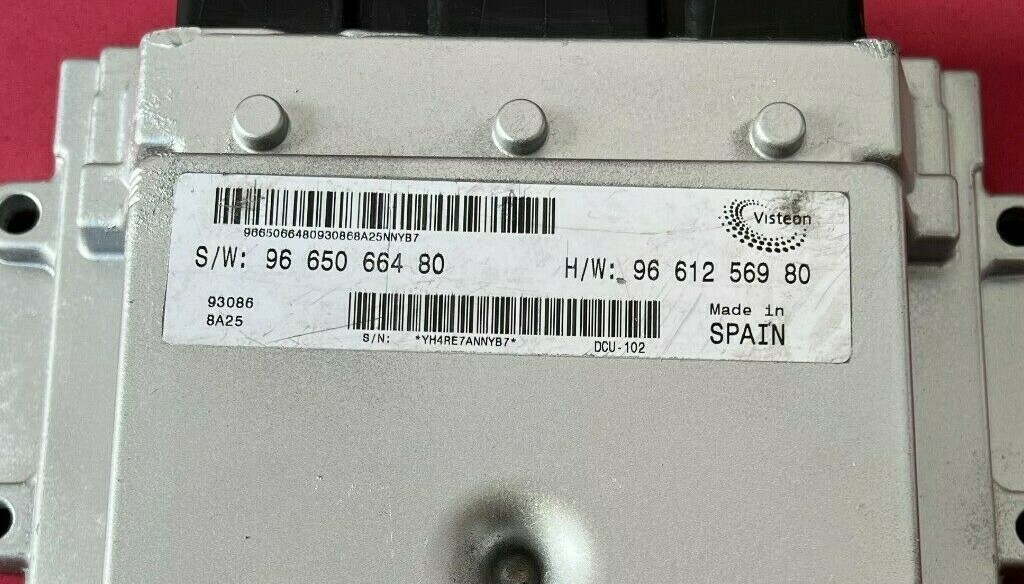 9665066480930868A25NNYB7
Visteon
S/W: 96 650 664 80
H/W: 96 612 569 80
93086
8A25
Made in
SPAIN
S/N: *YH4RE7ANNYB7*
DCU-102